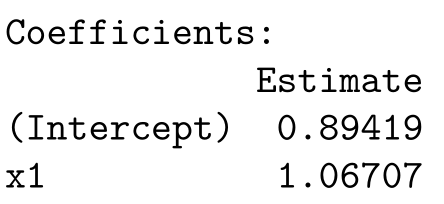 Coefficients:
Estimate
(Intercept) 0.89419
x1 1.06707